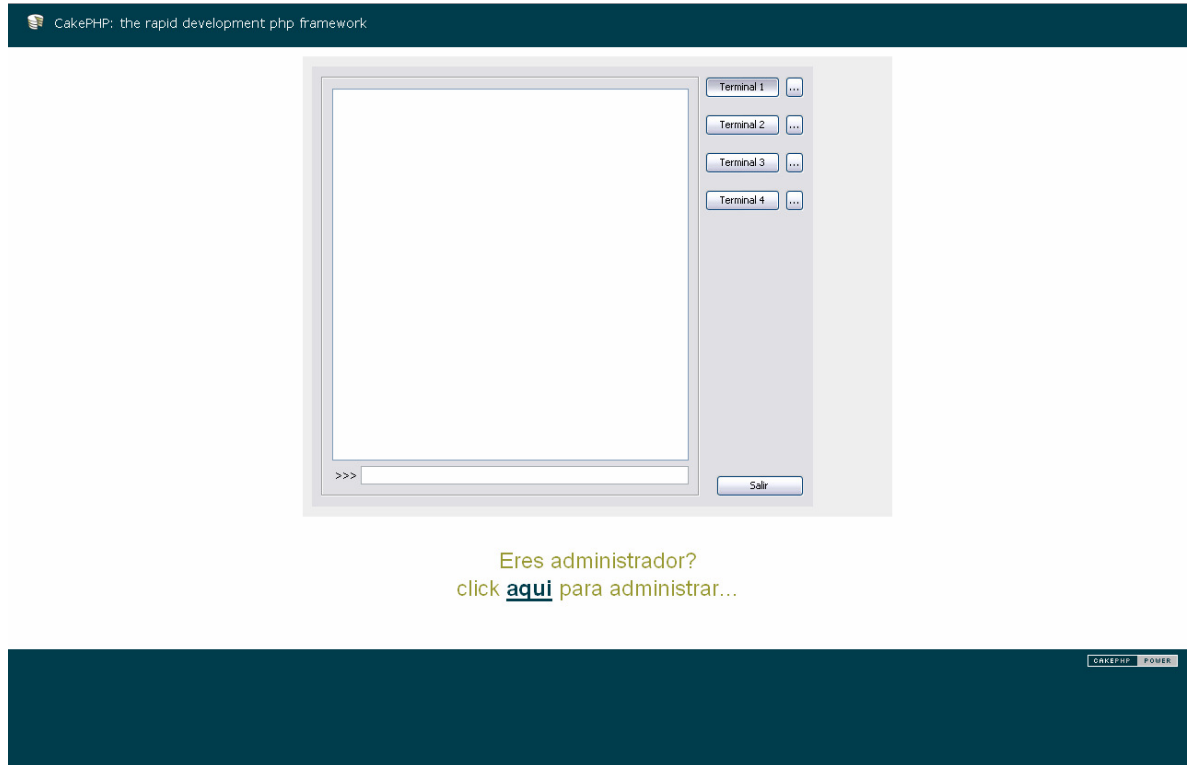 CakePHP: the rapid development php framework
Terminal 1 ...
Terminal 2 ...
Terminal 3 ...
Terminal 4 ...
>>>
Salir
Eres administrador?
click aqui para administrar...
CAKEPHP POWER